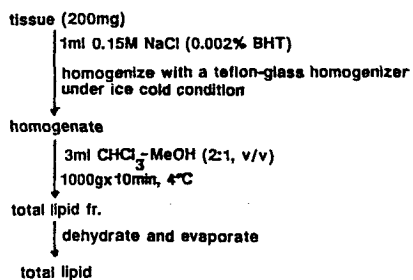 tissue (200mg)
1ml 0.15M NaCl (0.002% BHT)
homogenize with a teflon-glass homogenizer
under ice cold condition
homogenate
3ml CHCl3-MeOH (2:1, v/v)
1000gx10min, 4°C
total lipid fr.
dehydrate and evaporate
total lipid